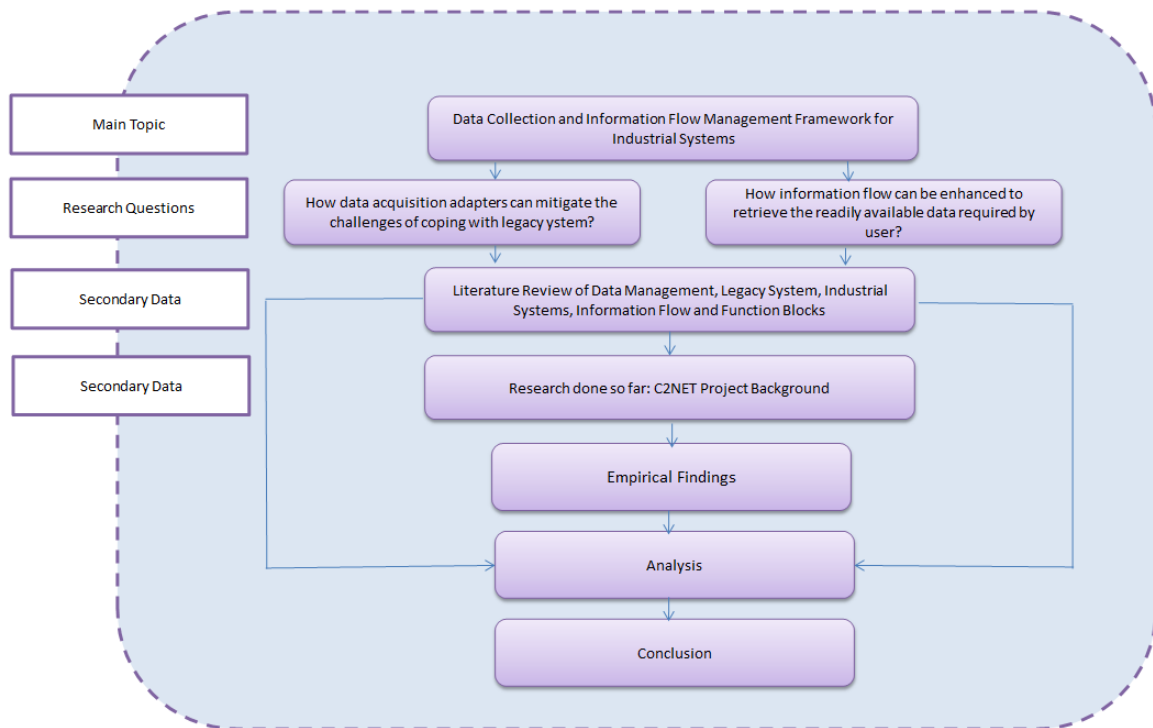 Main Topic
Data Collection and Information Flow Management Framework for
Industrial Systems
Research Questions
How data acquisition adapters can mitigate the
challenges of coping with legacy ystem?
How information flow can be enhanced to
retrieve the readily available data required by
user?
Secondary Data
Literature Review of Data Management, Legacy System, Industrial
Systems, Information Flow and Function Blocks
Secondary Data
Research done so far: C2NET Project Background
Empirical Findings
Analysis
Conclusion